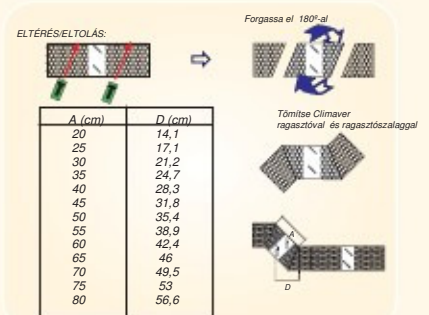 Forgassa el 180º-al
ELTÉRÉS/ELTOLÁS:
A (cm) D (cm)
20 14,1
25 17,1
30 21,2
35 24,7
40 28,3
45 31,8
50 35,4
55 38,9
60 42,4
65 46
70 49,5
75 53
80 56,6
Tömítse Climaver
ragasztóval és ragasztószalaggal
A
D